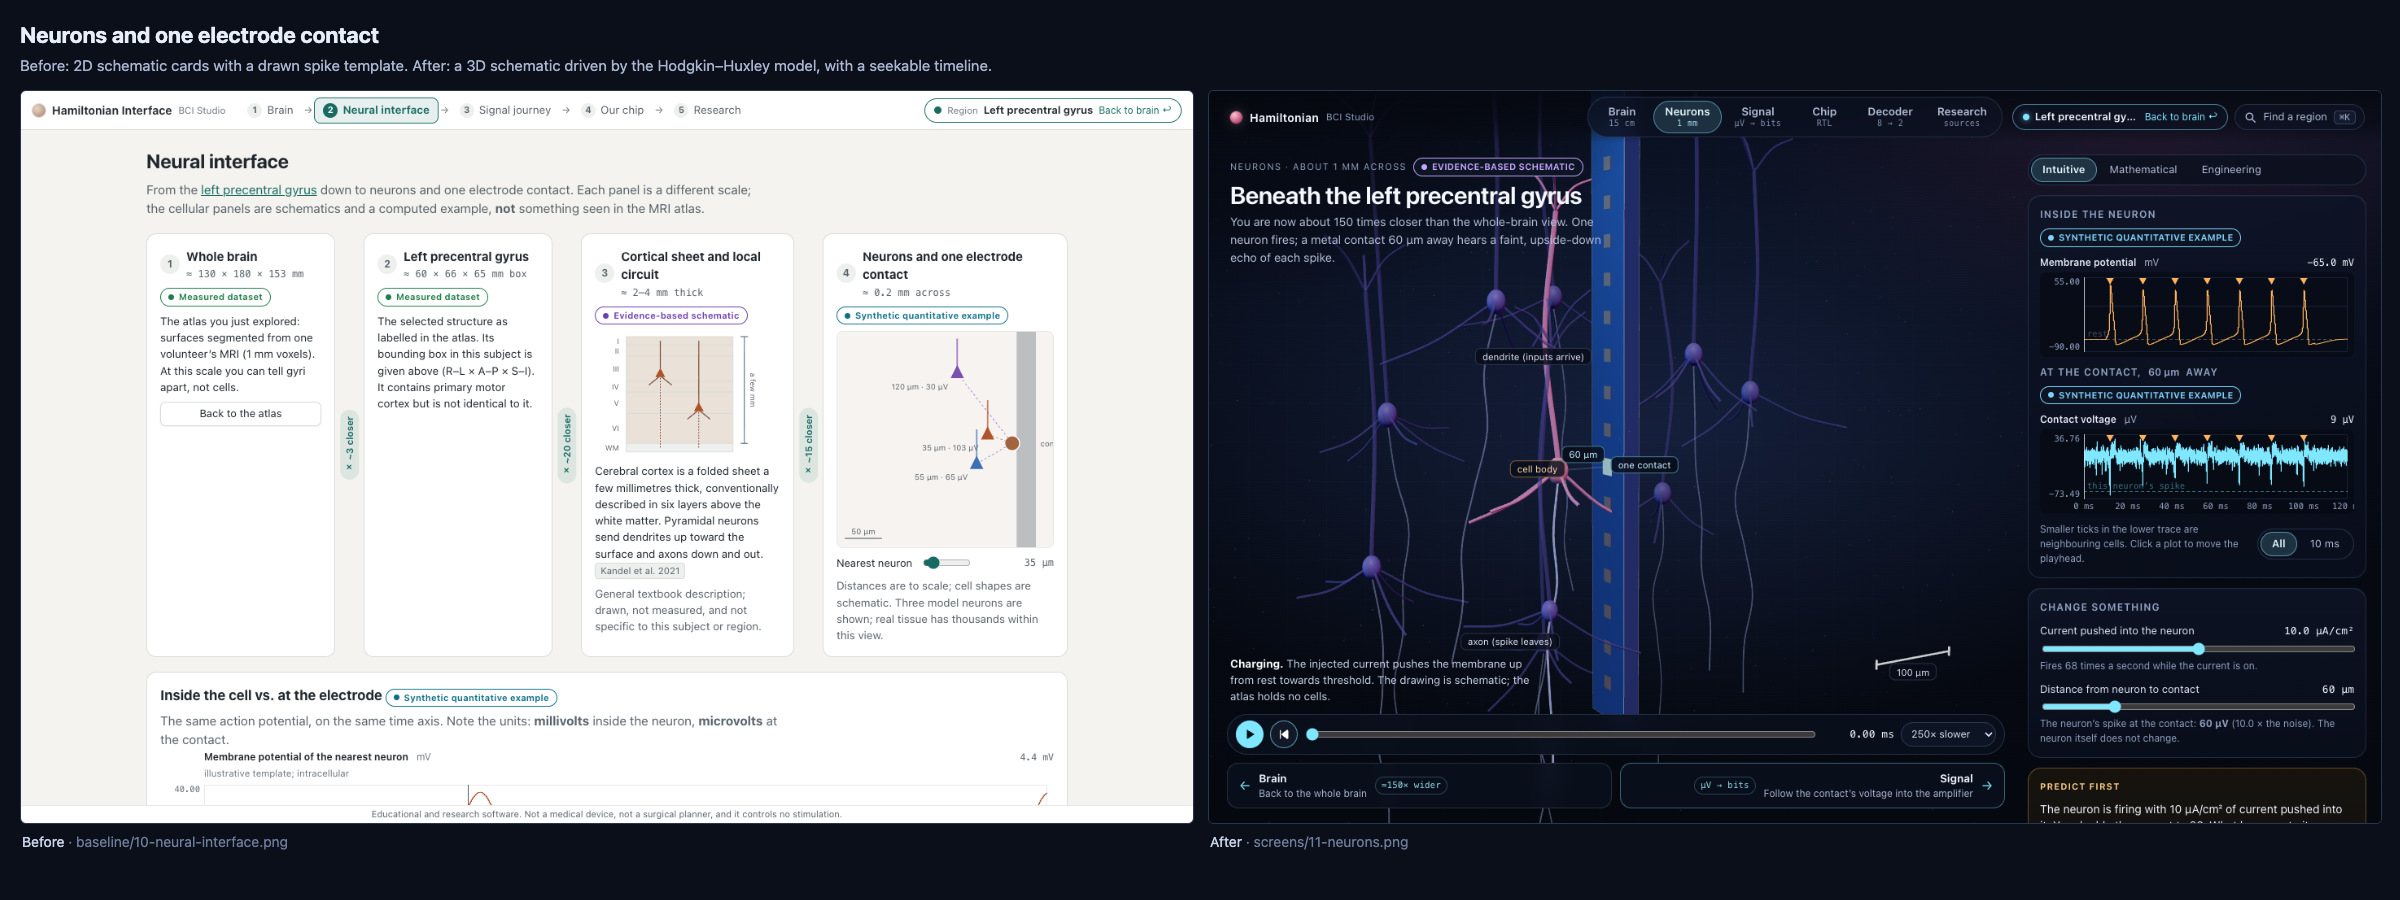 Neurons and one electrode contact
Before: 2D schematic cards with a drawn spike template. After: a 3D schematic driven by the Hodgkin–Huxley model, with a seekable timeline.
Hamiltonian Interface BCI Studio
1 Brain → 2 Neural interface → 3 Signal journey → 4 Our chip → 5 Research
Region Left precentral gyrus Back to brain ↩
Neural interface
From the left precentral gyrus down to neurons and one electrode contact. Each panel is a different scale;
the cellular panels are schematics and a computed example, not something seen in the MRI atlas.
1 Whole brain
≈ 130 × 180 × 153 mm
Measured dataset
The atlas you just explored:
surfaces segmented from one
volunteer's MRI (1 mm voxels).
At this scale you can tell gyri
apart, not cells.
Back to the atlas
× ~3 closer
2 Left precentral gyrus
≈ 60 × 66 × 65 mm box
Measured dataset
The selected structure as
labelled in the atlas. Its
bounding box in this subject is
given above (R–L × A–P × S–I).
It contains primary motor
cortex but is not identical to it.
× ~20 closer
3 Cortical sheet and local
circuit
≈ 2–4 mm thick
Evidence-based schematic
I
II
III
IV
V
VI
WM
a few mm
Cerebral cortex is a folded sheet a
few millimetres thick, conventionally
described in six layers above the
white matter. Pyramidal neurons
send dendrites up toward the
surface and axons down and out.
Kandel et al. 2021
General textbook description;
drawn, not measured, and not
specific to this subject or region.
× ~15 closer
4 Neurons and one electrode
contact
≈ 0.2 mm across
Synthetic quantitative example
120 µm · 30 µV
35 µm · 103 µV
con
55 µm · 65 µV
50 µm
Nearest neuron 35 µm
Distances are to scale; cell shapes are
schematic. Three model neurons are
shown; real tissue has thousands within
this view.
Inside the cell vs. at the electrode Synthetic quantitative example
The same action potential, on the same time axis. Note the units: millivolts inside the neuron, microvolts at
the contact.
Membrane potential of the nearest neuron mV 4.4 mV
illustrative template; intracellular
40.00
Educational and research software. Not a medical device, not a surgical planner, and it controls no stimulation.
Before · baseline/10-neural-interface.png
Hamiltonian BCI Studio
Brain
15 cm
Neurons
1 mm
Signal
µV → bits
Chip
RTL
Decoder
8 → 2
Research
sources
Left precentral gy... Back to brain ↩
Find a region ⌘K
NEURONS · ABOUT 1 MM ACROSS EVIDENCE-BASED SCHEMATIC
Beneath the left precentral gyrus
You are now about 150 times closer than the whole-brain view. One
neuron fires; a metal contact 60 µm away hears a faint, upside-down
echo of each spike.
dendrite (inputs arrive)
60 µm
cell body
one contact
axon (spike leaves)
100 µm
Charging. The injected current pushes the membrane up
from rest towards threshold. The drawing is schematic; the
atlas holds no cells.
0.00 ms 250× slower
← Brain
Back to the whole brain
≈150× wider
µV → bits
Signal →
Follow the contact's voltage into the amplifier
Intuitive Mathematical Engineering
INSIDE THE NEURON
SYNTHETIC QUANTITATIVE EXAMPLE
Membrane potential mV −65.0 mV
55.00
rest
−90.00
AT THE CONTACT, 60 µm AWAY
SYNTHETIC QUANTITATIVE EXAMPLE
Contact voltage µV 9 µV
36.76
this neuron's spike
−73.49
0 ms 20 ms 40 ms 60 ms 80 ms 100 ms 120
Smaller ticks in the lower trace are
neighbouring cells. Click a plot to move the
playhead.
All 10 ms
CHANGE SOMETHING
Current pushed into the neuron 10.0 µA/cm²
Fires 68 times a second while the current is on.
Distance from neuron to contact 60 µm
The neuron's spike at the contact: 60 µV (10.0 × the noise). The
neuron itself does not change.
PREDICT FIRST
The neuron is firing with 10 µA/cm² of current pushed into
After · screens/11-neurons.png